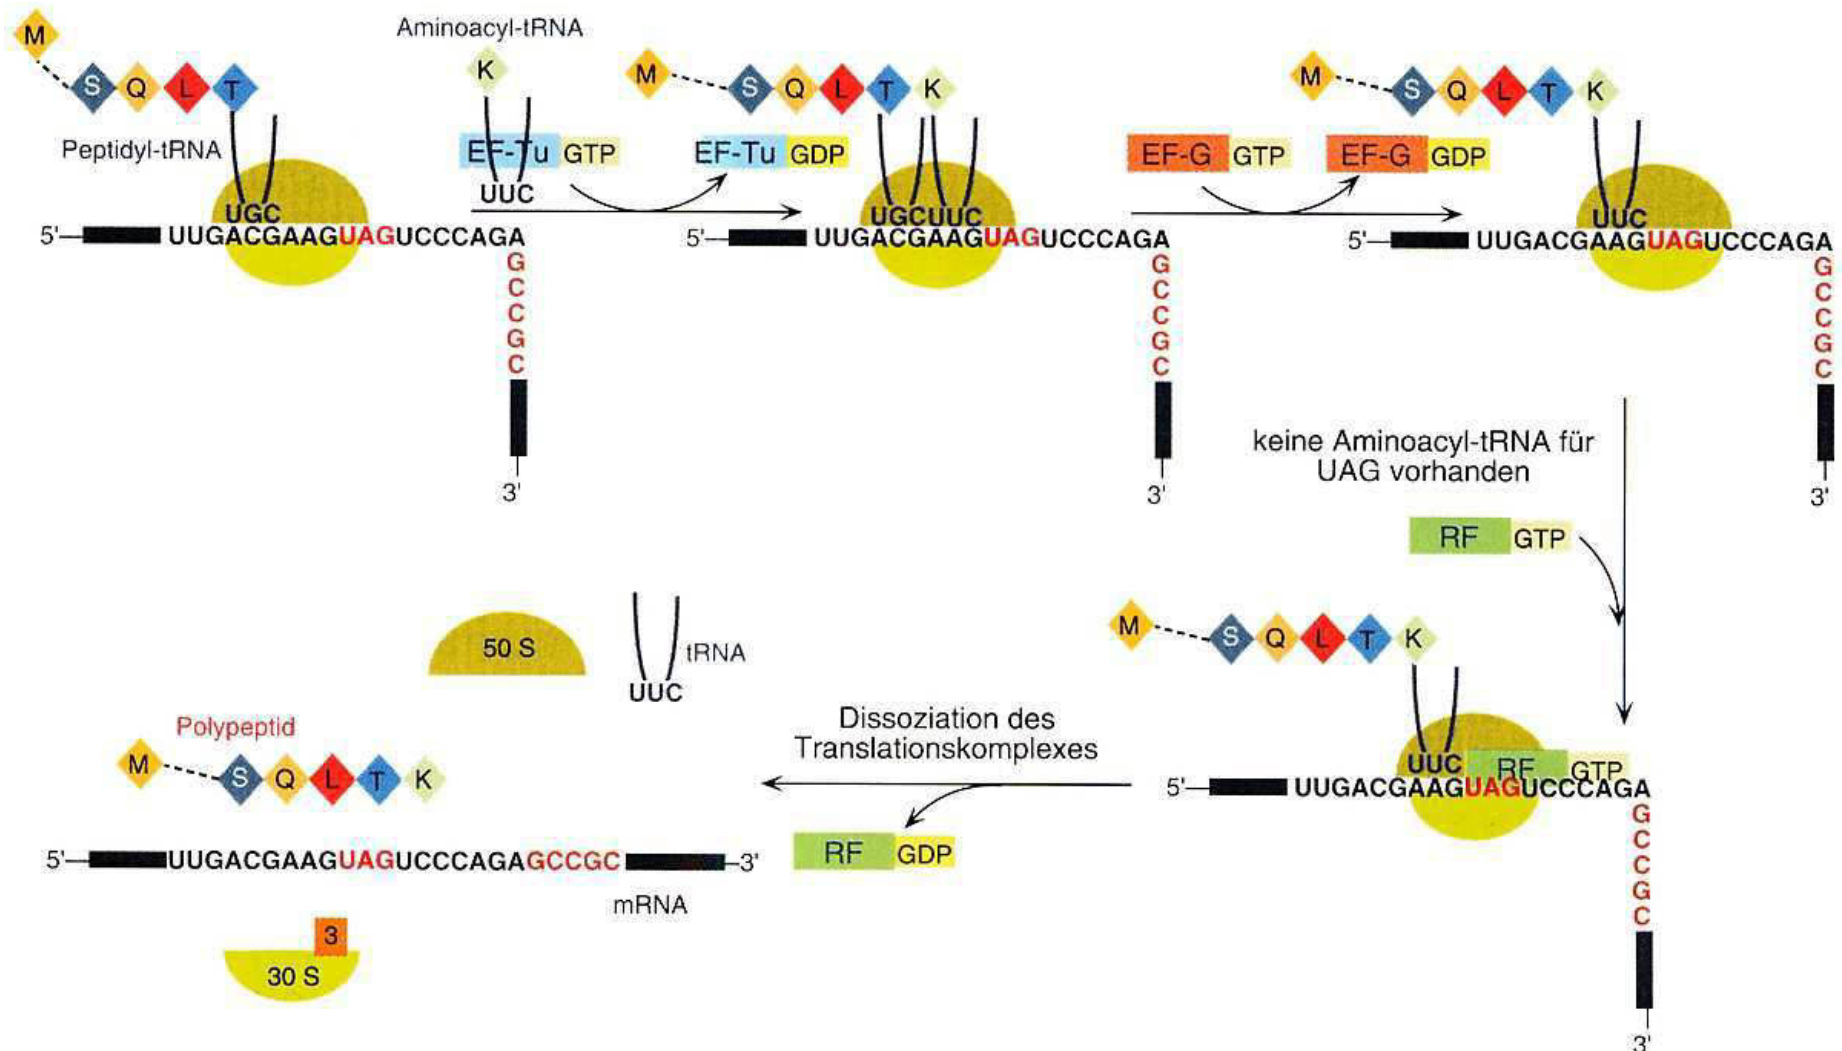 M
S Q L T
Peptidyl-tRNA
UGC
5' UUGACGAAGUAGUCCCAGA
G
C
C
G
C
3'
Aminoacyl-tRNA
K
EF-Tu GTP
UUC
EF-Tu GDP
M S Q L T K
UGCUUC
5' UUGACGAAGUAGUCCCAGA
G
C
C
G
C
3'
EF-G GTP
EF-G GDP
M S Q L T K
UUC
5' UUGACGAAGUAGUCCCAGA
G
C
C
G
C
3'
keine Aminoacyl-tRNA für
UAG vorhanden
RF GTP
M S Q L T K
UUC RF GTP
5' UUGACGAAGUAGUCCCAGA
G
C
C
G
C
3'
Dissoziation des
Translationskomplexes
RF GDP
50 S
tRNA
UUC
Polypeptid
M S Q L T K
5' UUGACGAAGUAGUCCCAGAGCCGC 3'
mRNA
3
30 S